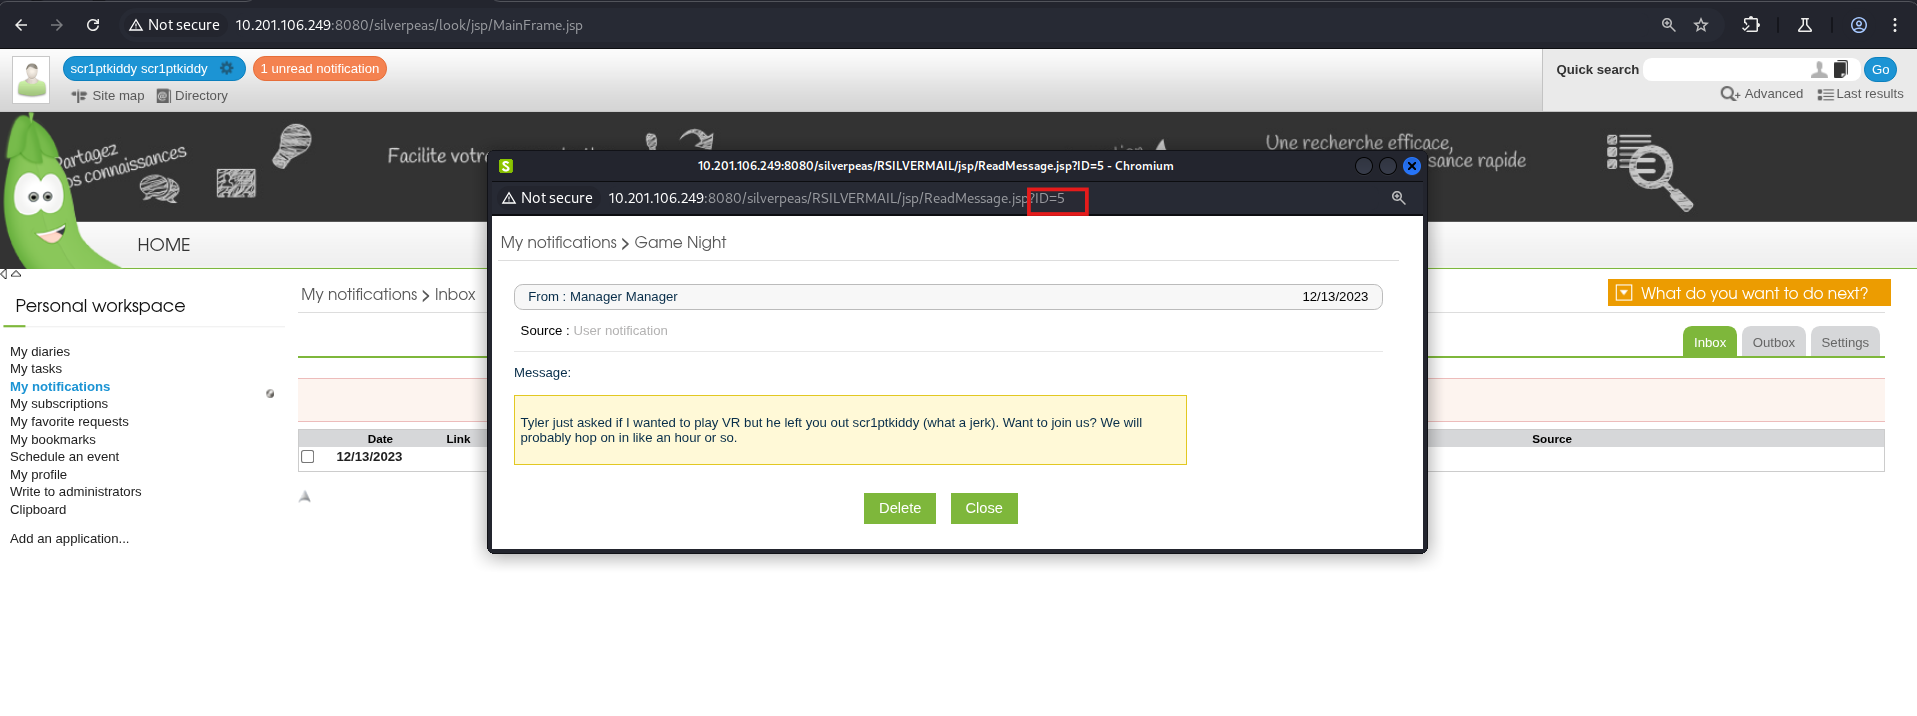 Not secure 10.201.106.249:8080/silverpeas/look/jsp/MainFrame.jsp
scr1ptkiddy scr1ptkiddy 1 unread notification
Site map Directory
Quick search Go
Advanced Last results
Partagez
os connaissances
Facilite votr
Une recherche efficace,
sance rapide
HOME
Personal workspace
My diaries
My tasks
My notifications
My subscriptions
My favorite requests
My bookmarks
Schedule an event
My profile
Write to administrators
Clipboard
Add an application...
My notifications > Inbox
What do you want to do next?
Inbox Outbox Settings
Date Link Source
12/13/2023
S 10.201.106.249:8080/silverpeas/RSILVERMAIL/jsp/ReadMessage.jsp?ID=5 - Chromium
Not secure 10.201.106.249:8080/silverpeas/RSILVERMAIL/jsp/ReadMessage.jsp?ID=5
My notifications > Game Night
From : Manager Manager 12/13/2023
Source : User notification
Message:
Tyler just asked if I wanted to play VR but he left you out scr1ptkiddy (what a jerk). Want to join us? We will
probably hop on in like an hour or so.
Delete Close